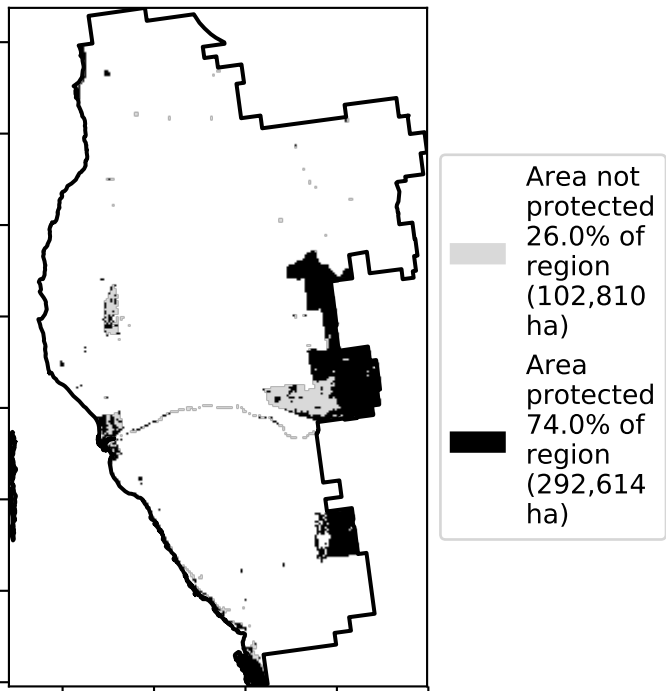 Area not
protected
26.0% of
region
(102,810
ha)
Area
protected
74.0% of
region
(292,614
ha)